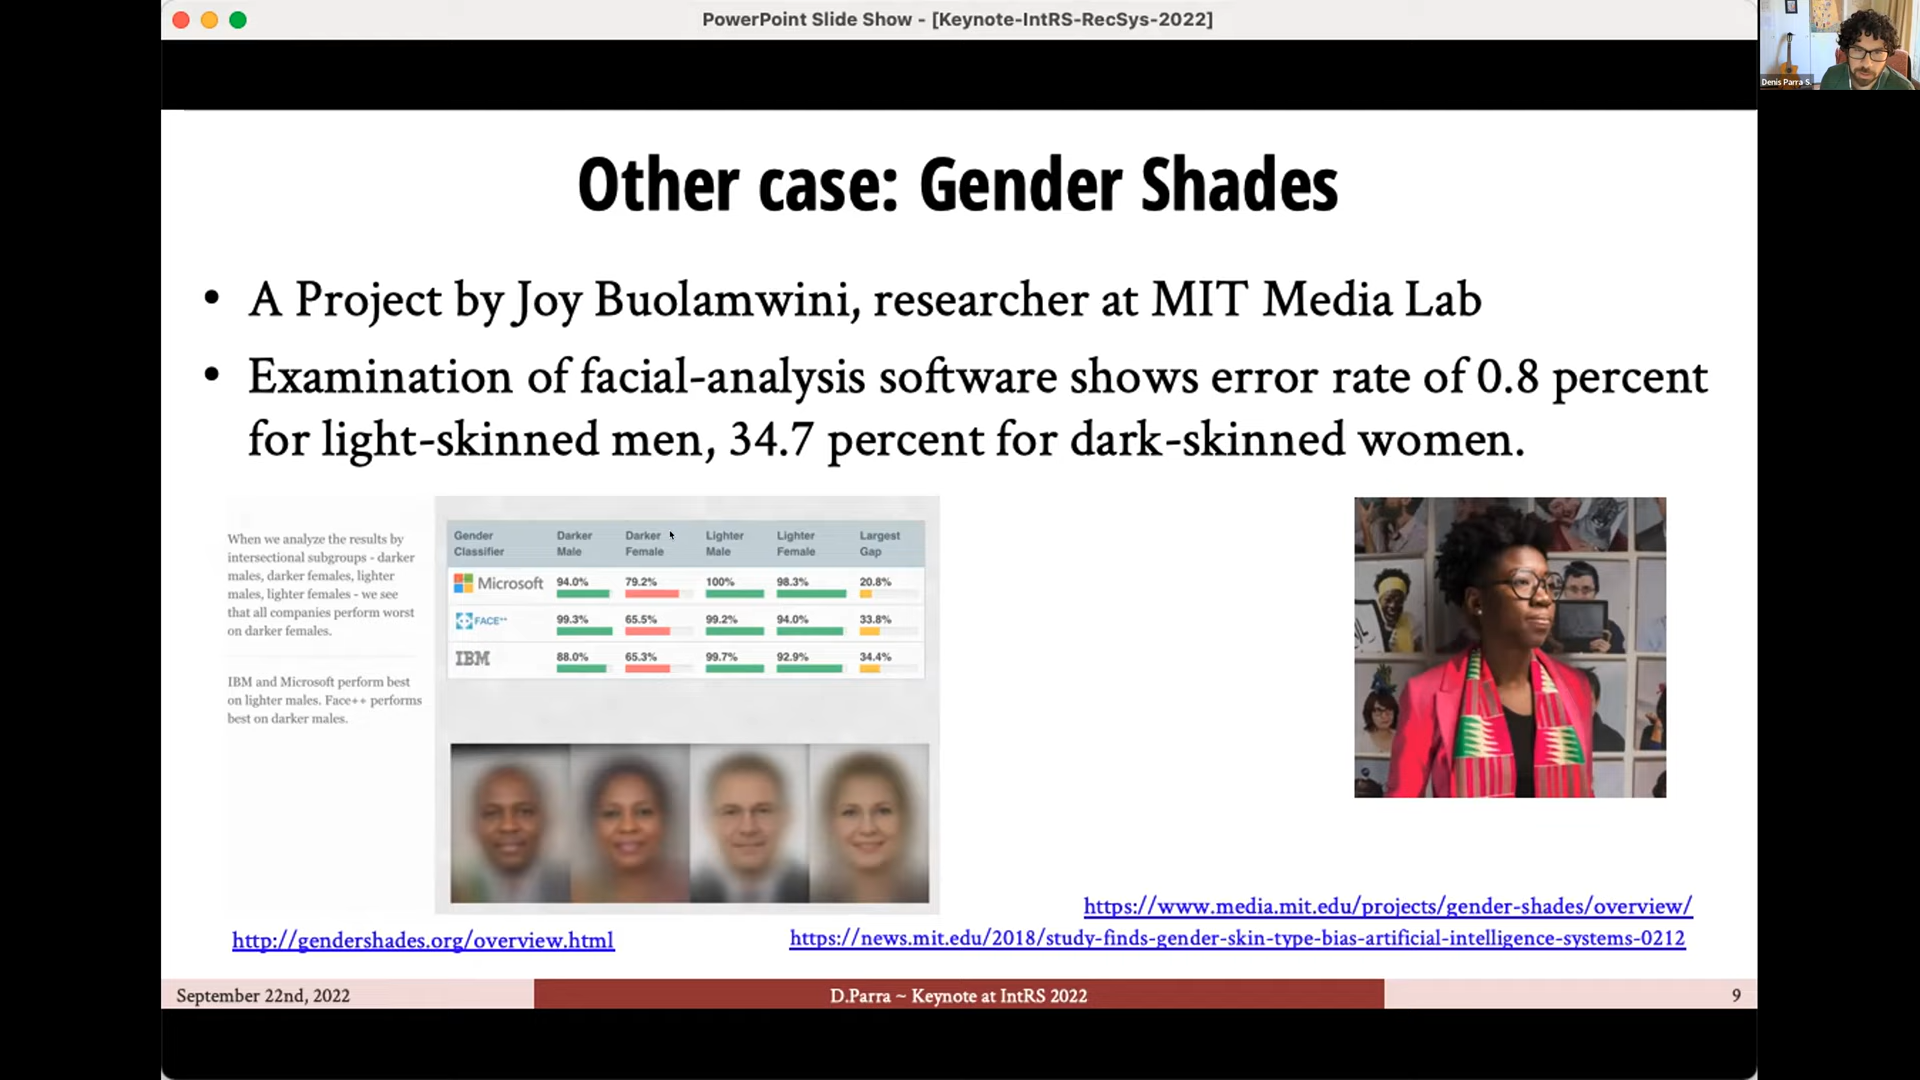 PowerPoint Slide Show - [Keynote-IntRS-RecSys-2022]
Denis Parra S.
Other case: Gender Shades
• A Project by Joy Buolamwini, researcher at MIT Media Lab
• Examination of facial-analysis software shows error rate of 0.8 percent
for light-skinned men, 34.7 percent for dark-skinned women.
When we analyze the results by
intersectional subgroups - darker
males, darker females, lighter
males, lighter females - we see
that all companies perform worst
on darker females.
IBM and Microsoft perform best
on lighter males. Face++ performs
best on darker males.
Gender Classifier Darker Male Darker Female Lighter Male Lighter Female Largest Gap
Microsoft 94.0% 79.2% 100% 98.3% 20.8%
FACE++ 99.3% 65.5% 99.2% 94.0% 33.8%
IBM 88.0% 65.3% 99.7% 92.9% 34.4%
https://www.media.mit.edu/projects/gender-shades/overview/
http://gendershades.org/overview.html
https://news.mit.edu/2018/study-finds-gender-skin-type-bias-artificial-intelligence-systems-0212
September 22nd, 2022
D.Parra ~ Keynote at IntRS 2022
9